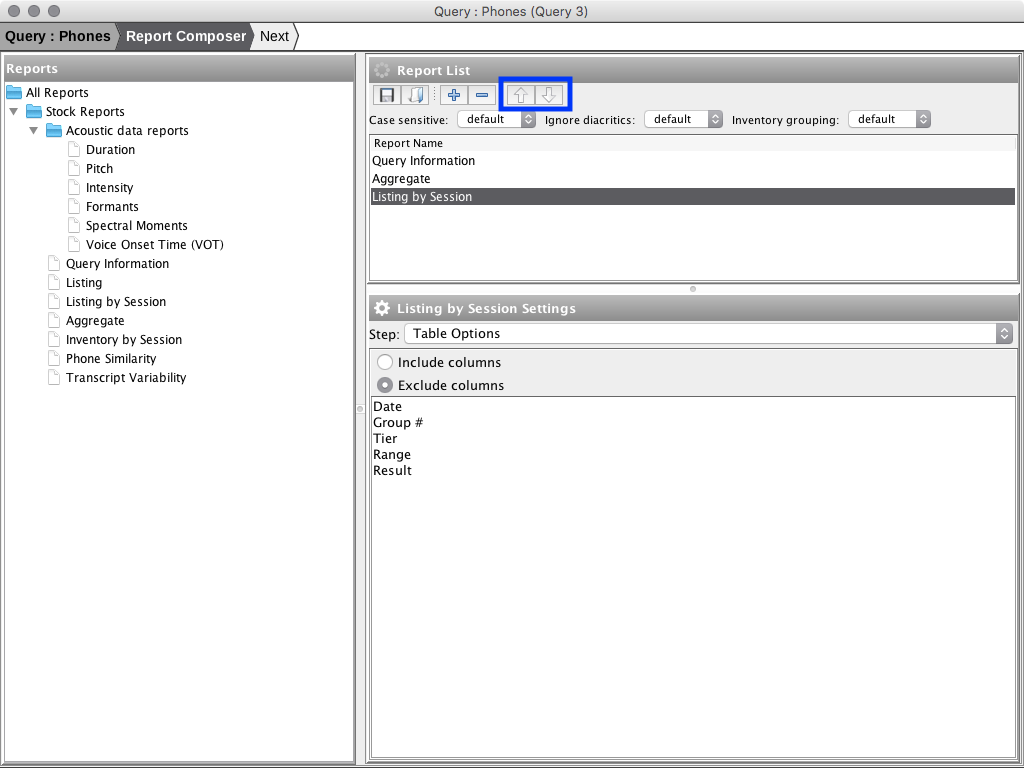 Query : Phones (Query 3)
Query : Phones Report Composer Next
Reports
All Reports
Stock Reports
Acoustic data reports
Duration
Pitch
Intensity
Formants
Spectral Moments
Voice Onset Time (VOT)
Query Information
Listing
Listing by Session
Aggregate
Inventory by Session
Phone Similarity
Transcript Variability
Report List
Case sensitive: default Ignore diacritics: default Inventory grouping: default
Report Name
Query Information
Aggregate
Listing by Session
Listing by Session Settings
Step: Table Options
Include columns
Exclude columns
Date
Group #
Tier
Range
Result